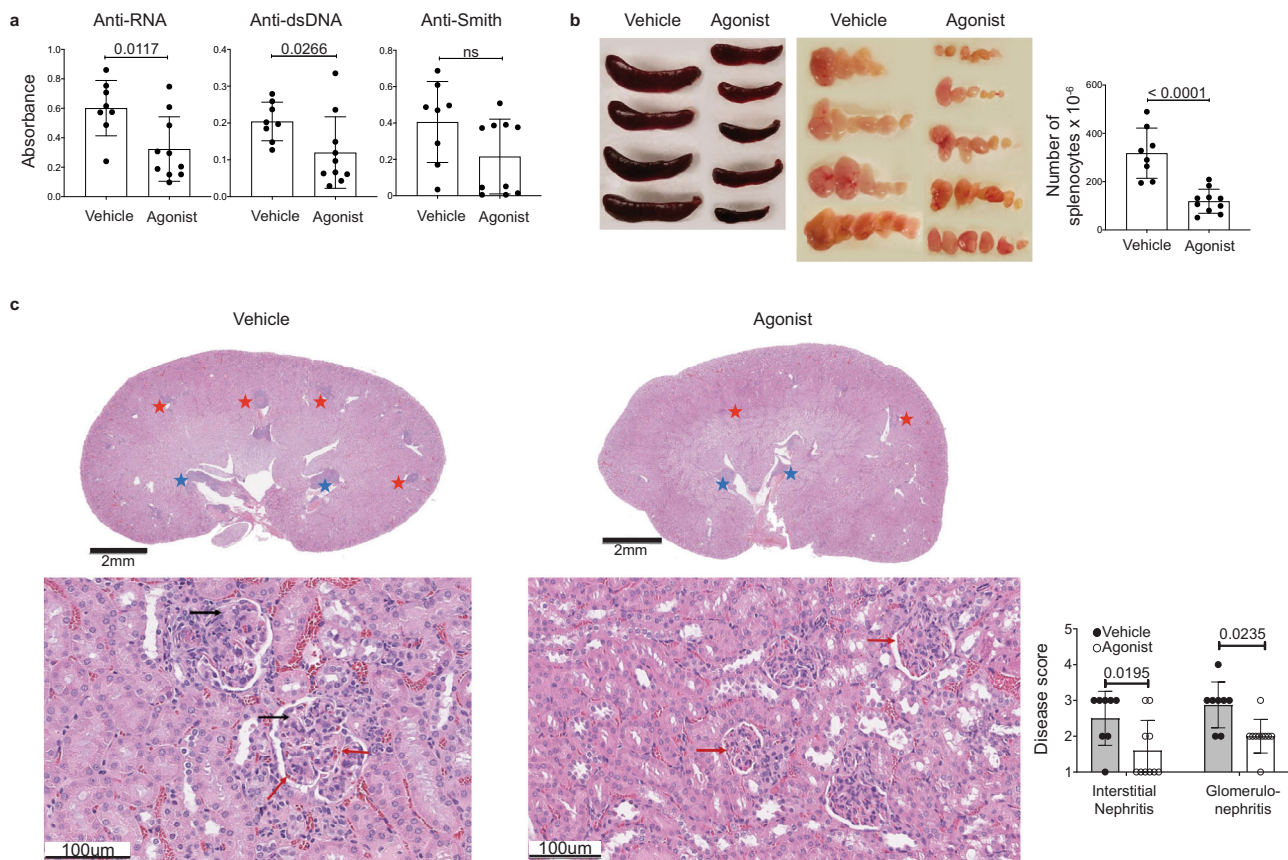 a
Anti-RNA
Anti-dsDNA
Anti-Smith
Absorbance
1.0
0.8
0.6
0.4
0.2
0.0
0.0117
Vehicle Agonist
0.4
0.3
0.2
0.1
0.0
0.0266
Vehicle Agonist
0.8
0.6
0.4
0.2
0.0
ns
Vehicle Agonist
b
Vehicle Agonist
Vehicle Agonist
Number of
splenocytes x 10-6
600
400
200
0
< 0.0001
Vehicle Agonist
c
Vehicle
Agonist
2mm
2mm
100um
100um
Disease score
5
4
3
2
1
Vehicle
Agonist
0.0195
0.0235
Interstitial
Nephritis
Glomerulo-
nephritis